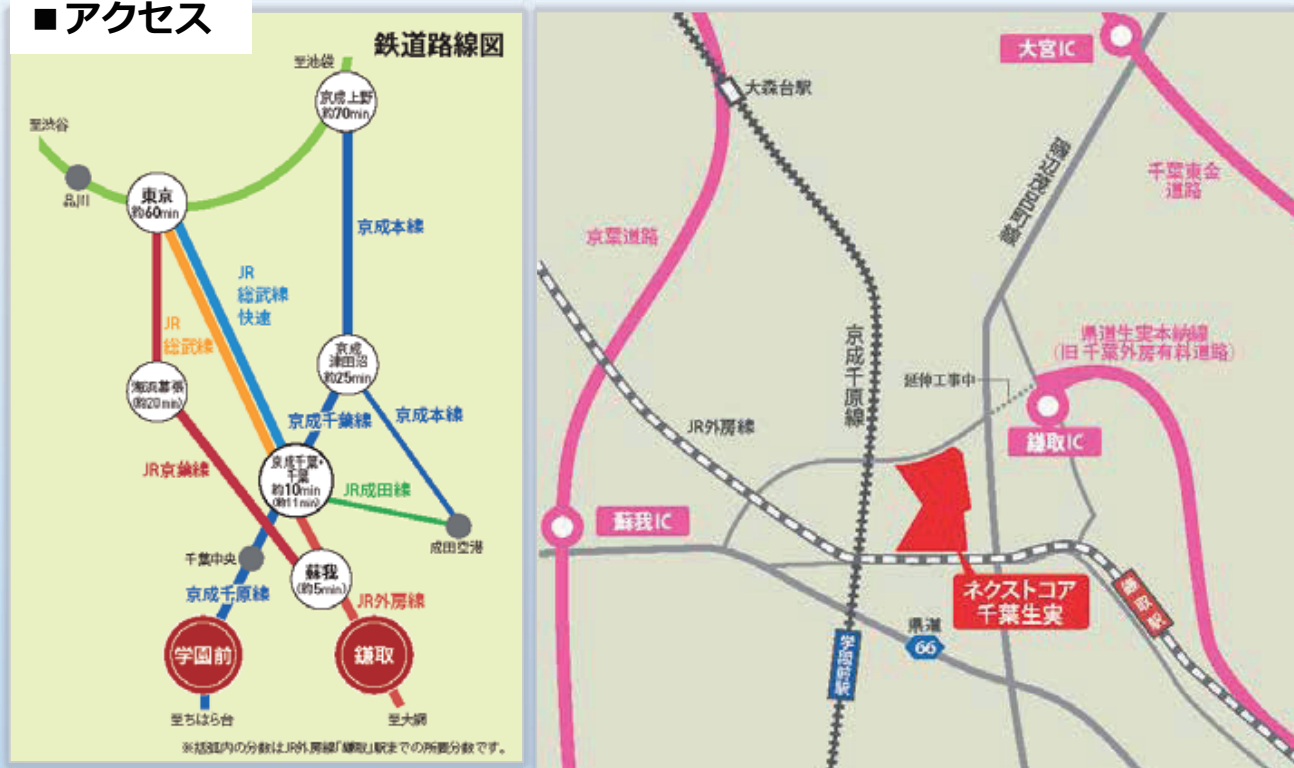 ■アクセス
鉄道路線図
至池袋
京成上野
約70min
至渋谷
品川
東京
約60min
京成本線
JR
総武線
快速
JR
総武線
京成
津田沼
約25min
海浜幕張
(約20min)
京成千葉線
京成本線
京成千葉・
千葉
約10min
(約11min)
JR京葉線
JR成田線
成田空港
千葉中央
蘇我
(約5min)
京成千原線
JR外房線
学園前
鎌取
至ちはら台
至大網
※括弧内の分数はJR外房線「鎌取」駅までの所要分数です。
大宮IC
大森台駅
磯辺茂呂町線
千葉東金
道路
京葉道路
京成千原線
県道生実本納線
(旧 千葉外房有料道路)
延伸工事中
JR外房線
鎌取IC
蘇我IC
ネクストコア
千葉生実
鎌取駅
県道
66
学園前駅